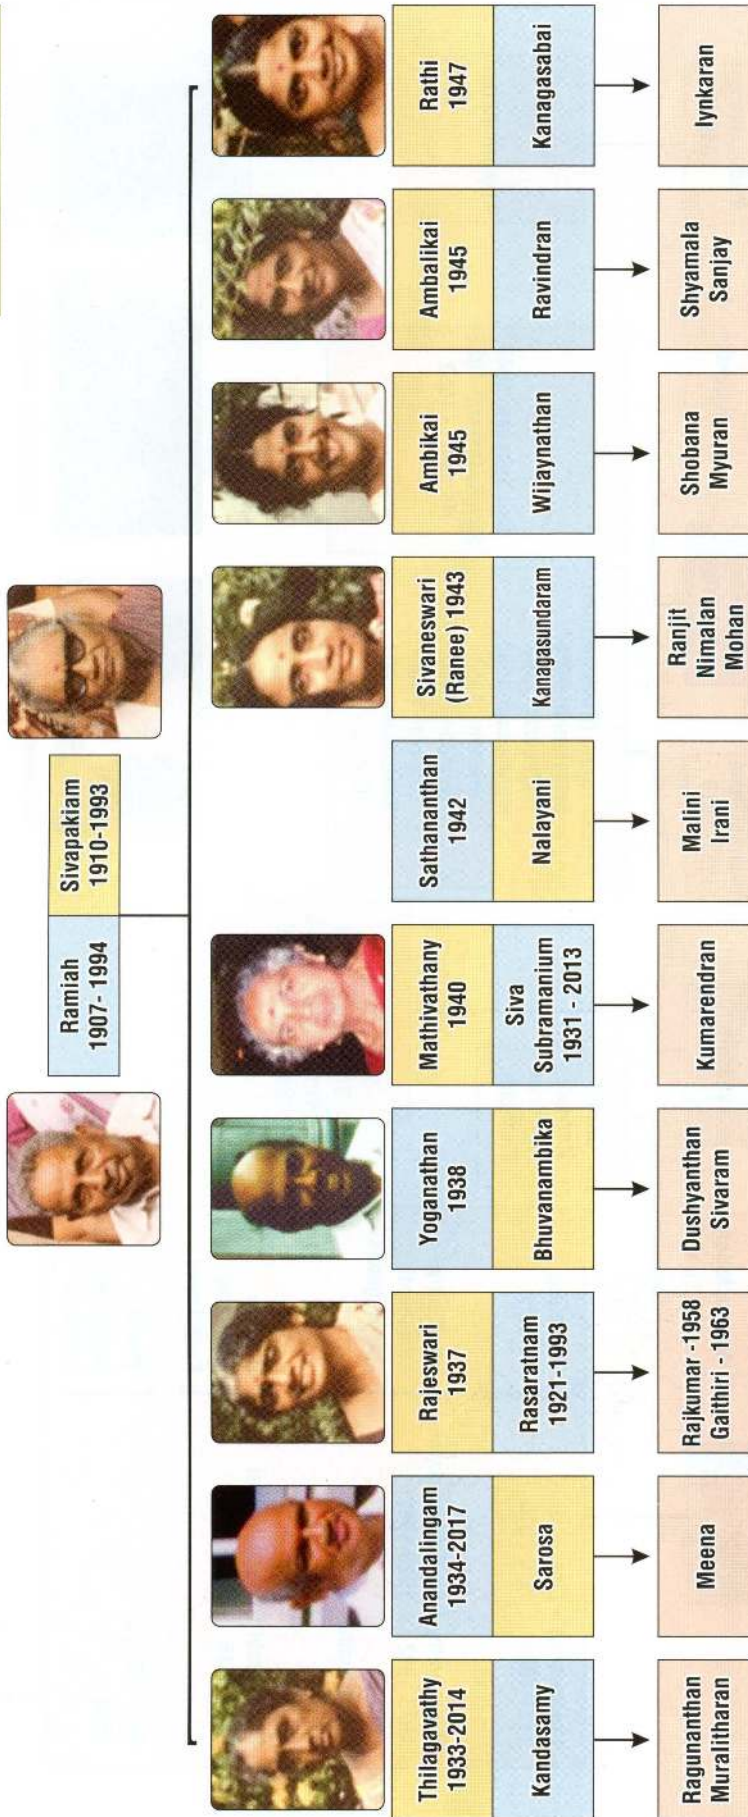 Ramiah
1907- 1994
Sivapakiam
1910-1993
Thilagavathy
1933-2014
Kandasamy
Ragunanthan
Muralitharan
Anandalingam
1934-2017
Sarosa
Meena
Rajeswari
1937
Rasaratnam
1921-1993
Rajkumar -1958
Gaithiri - 1963
Yoganathan
1938
Bhuvanambika
Dushyanthan
Sivaram
Mathivathany
1940
Siva
Subramanium
1931 - 2013
Kumarendran
Sathananthan
1942
Nalayani
Malini
Irani
Sivaneswari
(Ranee) 1943
Kanagasundaram
Ranjit
Nimalan
Mohan
Ambikai
1945
Wijaynathan
Shobana
Myuran
Ambalikai
1945
Ravindran
Shyamala
Sanjay
Rathi
1947
Kanagasabai
Iynkaran